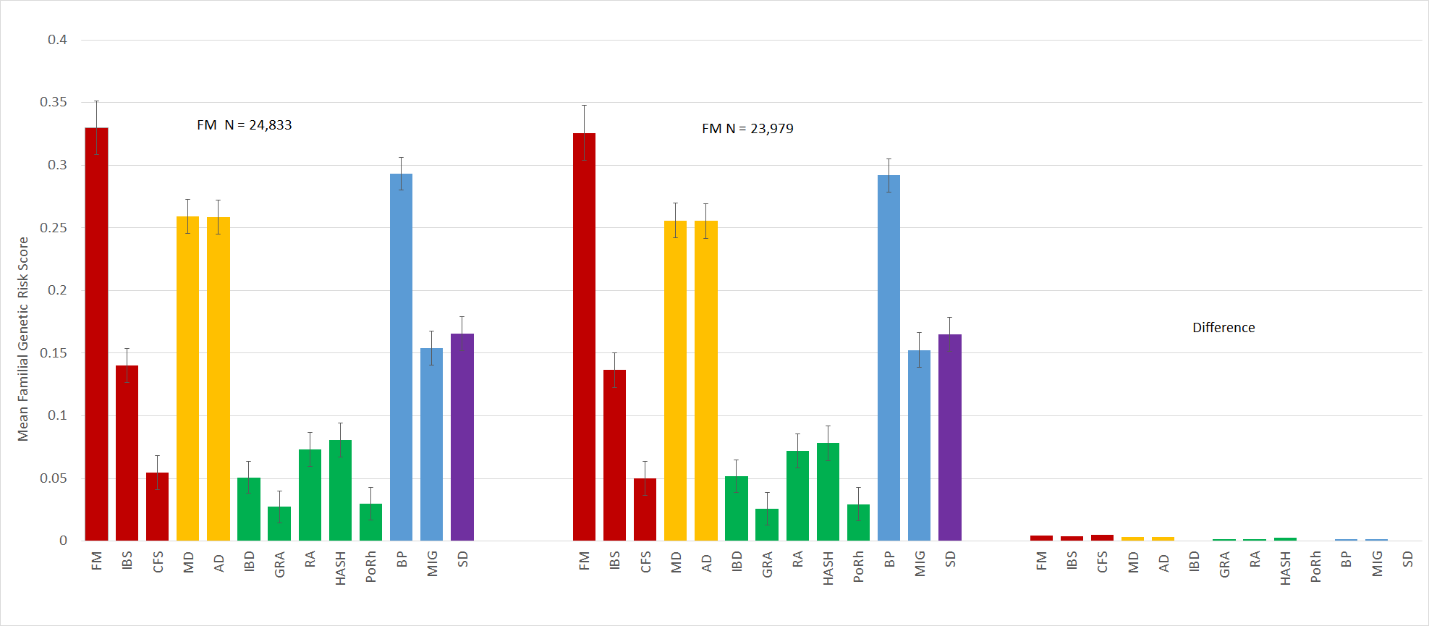 0.4
0.35
0.3
0.25
0.2
0.15
0.1
0.05
0
Mean Familial Genetic Risk Score
FM  N = 24,833
FM N = 23,979
Difference
FM IBS CFS MD AD IBD GRA RA HASH PoRh BP MIG SD FM IBS CFS MD AD IBD GRA RA HASH PoRh BP MIG SD FM IBS CFS MD AD IBD GRA RA HASH PoRh BP MIG SD